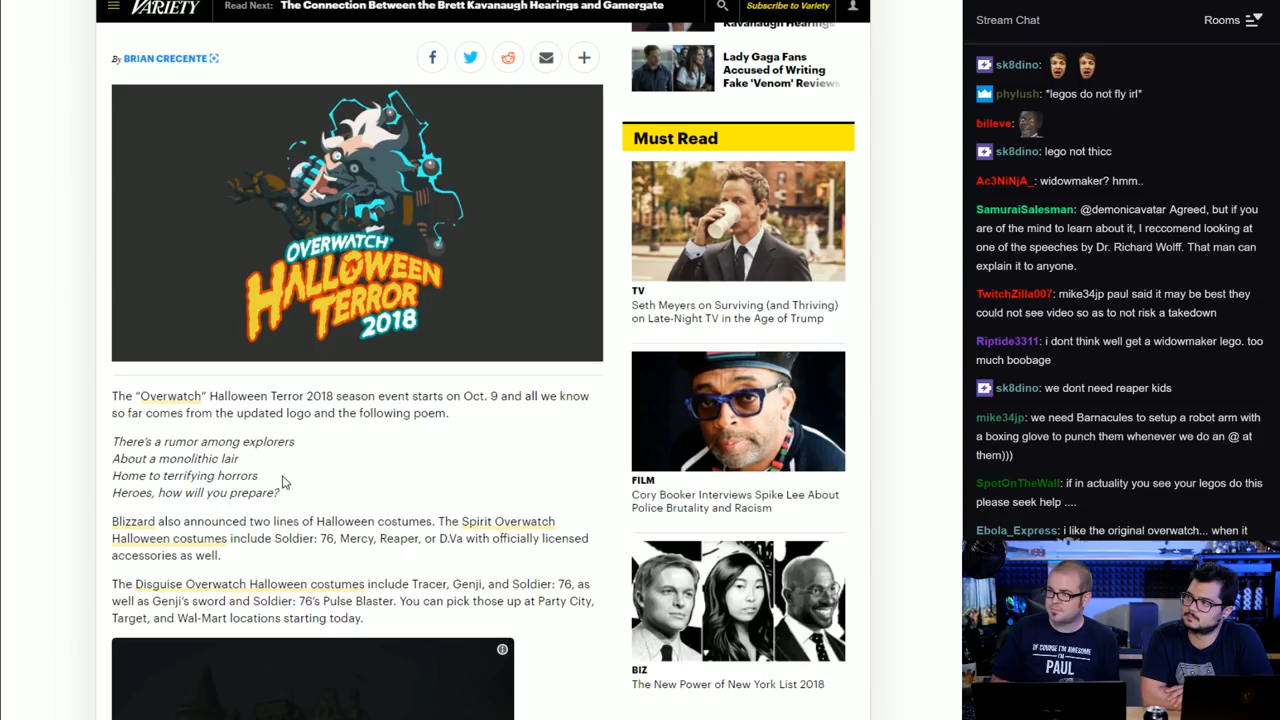 VARIETY
Read Next: The Connection Between the Brett Kavanaugh Hearings and Gamergate
Subscribe to Variety
By BRIAN CRECENTE
OVERWATCH
HALLOWEEN
TERROR
2018
The “Overwatch” Halloween Terror 2018 season event starts on Oct. 9 and all we know
so far comes from the updated logo and the following poem.
There's a rumor among explorers
About a monolithic lair
Home to terrifying horrors
Heroes, how will you prepare?
Blizzard also announced two lines of Halloween costumes. The Spirit Overwatch
Halloween costumes include Soldier: 76, Mercy, Reaper, or D.Va with officially licensed
accessories as well.
The Disguise Overwatch Halloween costumes include Tracer, Genji, and Soldier: 76, as
well as Genji's sword and Soldier: 76's Pulse Blaster. You can pick those up at Party City,
Target, and Wal-Mart locations starting today.
Kavanaugh Hearings
Lady Gaga Fans
Accused of Writing
Fake 'Venom' Reviews
Must Read
TV
Seth Meyers on Surviving (and Thriving)
on Late-Night TV in the Age of Trump
FILM
Cory Booker Interviews Spike Lee About
Police Brutality and Racism
BIZ
The New Power of New York List 2018
Stream Chat
Rooms
sk8dino:
phylush: *legos do not fly irl*
billeve:
sk8dino: lego not thicc
Ac3NiNjA_: widowmaker? hmm..
SamuraiSalesman: @demonicavatar Agreed, but if you
are of the mind to learn about it, I reccomend looking at
one of the speeches by Dr. Richard Wolff. That man can
explain it to anyone.
TwitchZilla007: mike34jp paul said it may be best they
could not see video so as to not risk a takedown
Riptide3311: i dont think well get a widowmaker lego. too
much boobage
sk8dino: we dont need reaper kids
mike34jp: we need Barnacules to setup a robot arm with
a boxing glove to punch them whenever we do an @ at
them)))
SpotOnTheWall: if in actuality you see your legos do this
please seek help ....
Ebola_Express: i like the original overwatch... when it
OF COURSE I'M AWESOME
I'M
PAUL